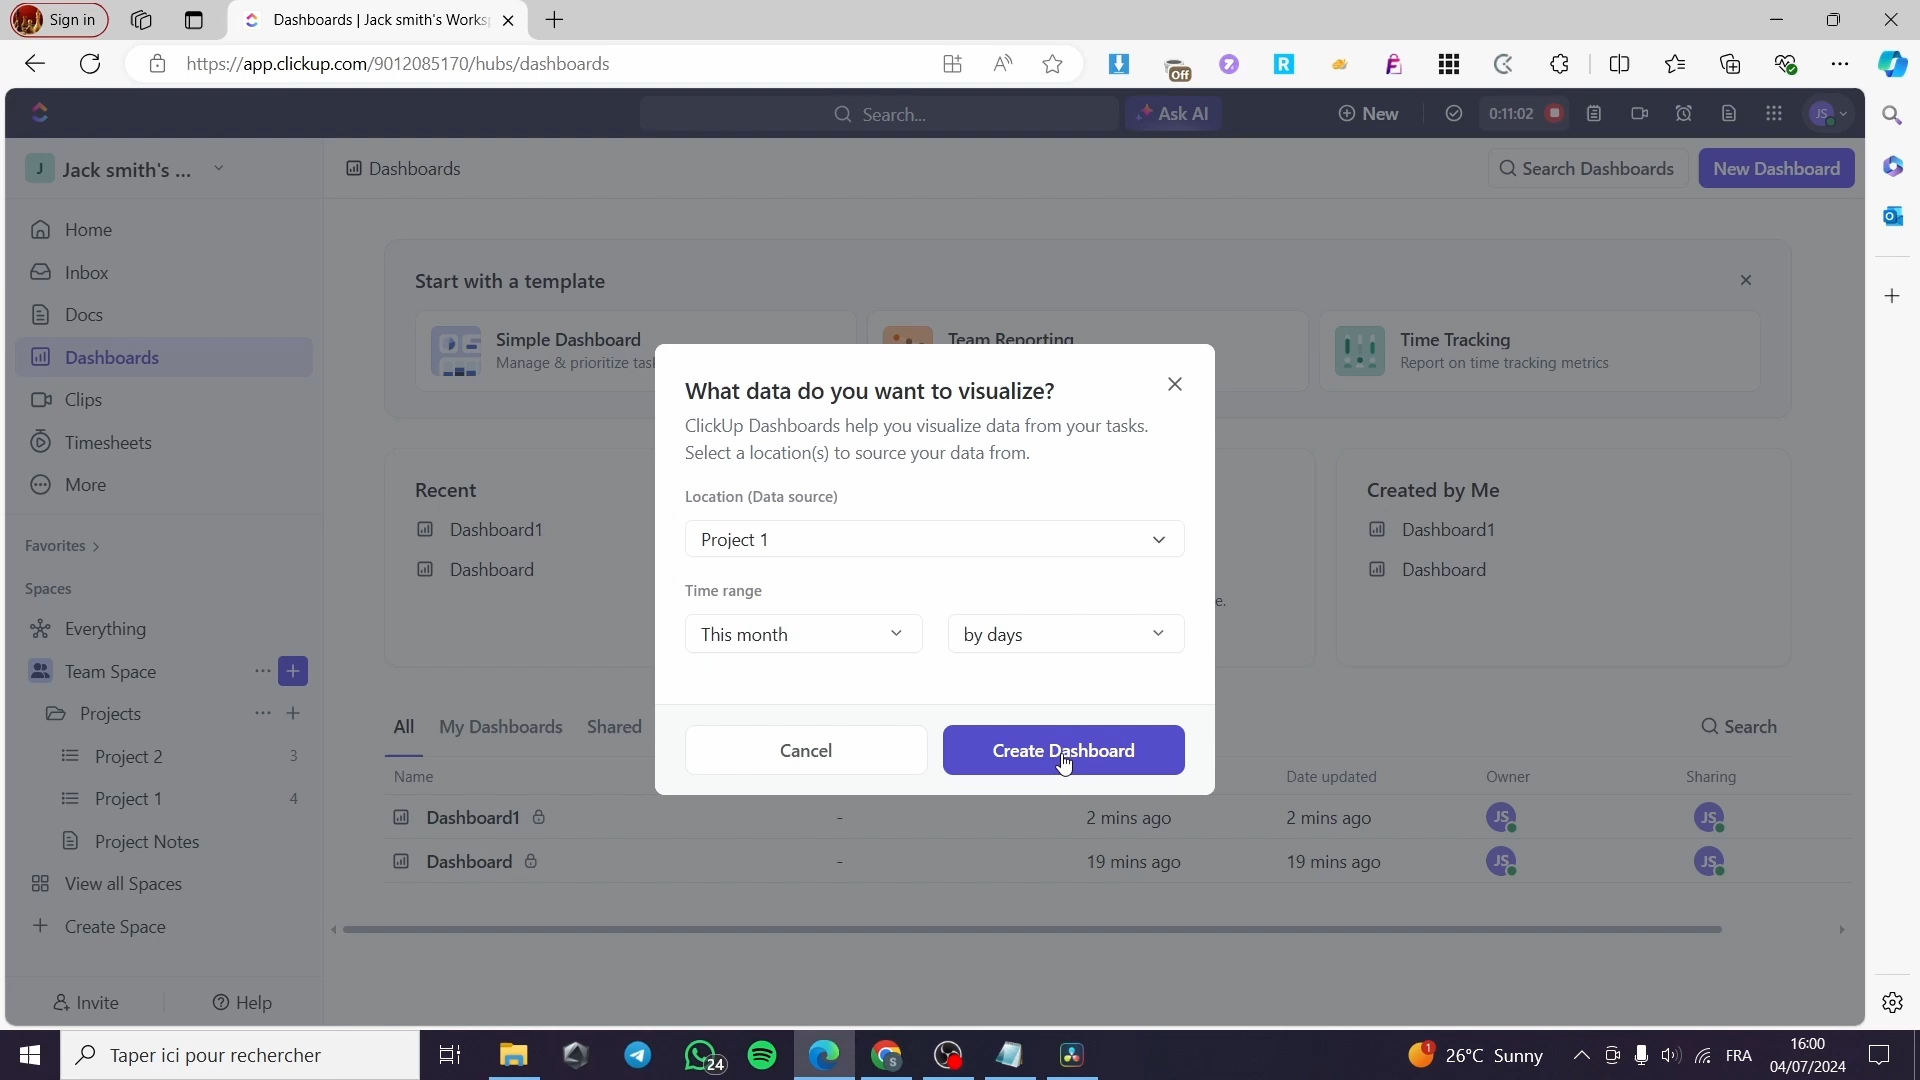 Sign in
Dashboards | Jack smith's Works
https://app.clickup.com/9012085170/hubs/dashboards
Off
Search...
Ask AI
New
0:11:02
JS
J
Jack smith's ...
Dashboards
Search Dashboards
New Dashboard
Home
Inbox
Docs
Dashboards
Clips
Timesheets
More
Favorites
Spaces
Everything
Team Space
Projects
Project 2
3
Project 1
4
Project Notes
View all Spaces
Create Space
Invite
Help
Start with a template
Simple Dashboard
Manage & prioritize
Team Reporting
Time Tracking
Report on time tracking metrics
Recent
Dashboard1
Dashboard
e.
Created by Me
Dashboard1
Dashboard
What data do you want to visualize?
ClickUp Dashboards help you visualize data from your tasks.
Select a location(s) to source your data from.
Location (Data source)
Project 1
Time range
This month
by days
Cancel
Create Dashboard
All
My Dashboards
Shared
Search
Name
Date updated
Owner
Sharing
Dashboard1
-
2 mins ago
2 mins ago
JS
JS
Dashboard
-
19 mins ago
19 mins ago
JS
JS
Taper ici pour rechercher
24
1
26°C Sunny
FRA
16:00
04/07/2024